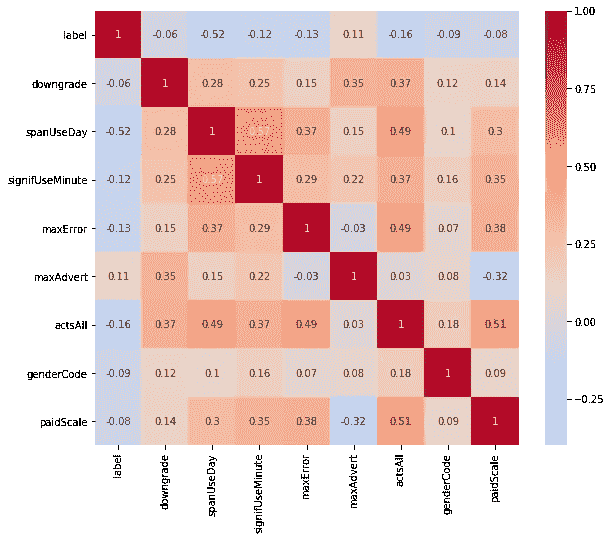 label 1 -0.06 -0.52 -0.12 -0.13 0.11 -0.16 -0.09 -0.08
downgrade -0.06 1 0.28 0.25 0.15 0.35 0.37 0.12 0.14
spanUseDay -0.52 0.28 1 0.37 0.15 0.49 0.1 0.3
signifUseMinute -0.12 0.25 1 0.29 0.22 0.37 0.16 0.35
maxError -0.13 0.15 0.37 0.29 1 -0.03 0.49 0.07 0.38
maxAdvert 0.11 0.35 0.15 0.22 -0.03 1 0.03 0.08 -0.32
actsAll -0.16 0.37 0.49 0.37 0.49 0.03 1 0.18 0.51
genderCode -0.09 0.12 0.1 0.16 0.07 0.08 0.18 1 0.09
paidScale -0.08 0.14 0.3 0.35 0.38 -0.32 0.51 0.09 1
label
downgrade
spanUseDay
signifUseMinute
maxError
maxAdvert
actsAll
genderCode
paidScale
1.00
0.75
0.50
0.25
0.00
−0.25